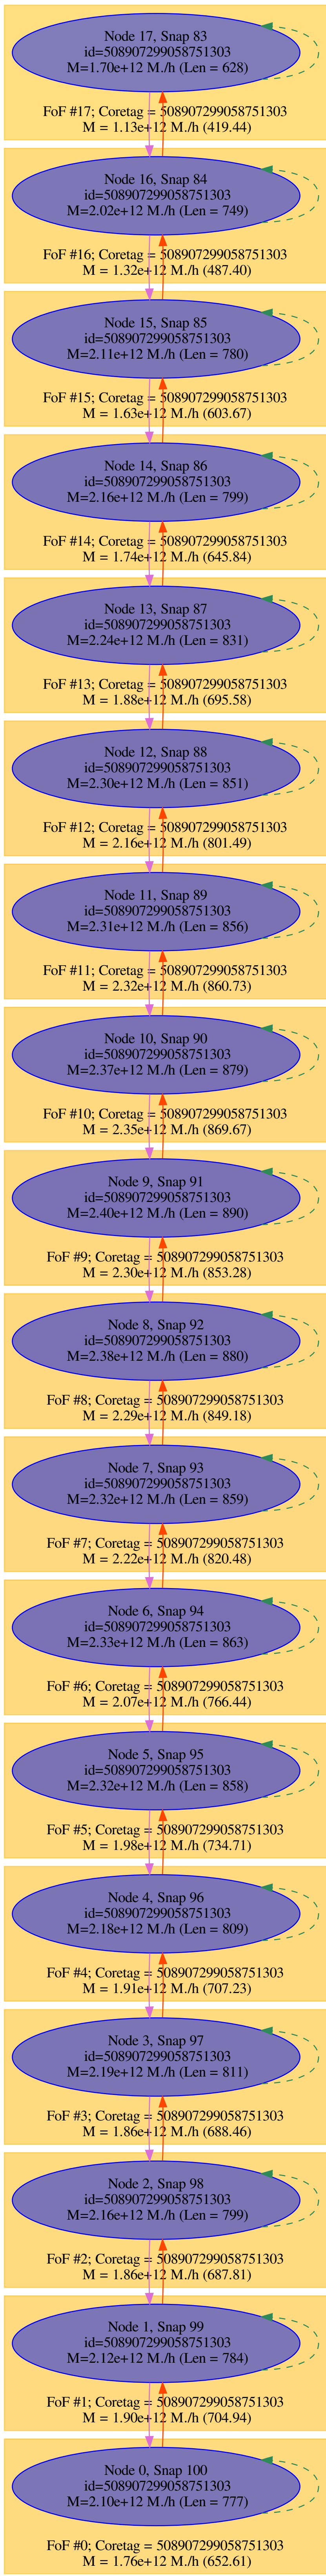 Node 17, Snap 83
id=508907299058751303
M=1.70e+12 M./h (Len = 628)
FoF #17; Coretag = 508907299058751303
M = 1.13e+12 M./h (419.44)
Node 16, Snap 84
id=508907299058751303
M=2.02e+12 M./h (Len = 749)
FoF #16; Coretag = 508907299058751303
M = 1.32e+12 M./h (487.40)
Node 15, Snap 85
id=508907299058751303
M=2.11e+12 M./h (Len = 780)
FoF #15; Coretag = 508907299058751303
M = 1.63e+12 M./h (603.67)
Node 14, Snap 86
id=508907299058751303
M=2.16e+12 M./h (Len = 799)
FoF #14; Coretag = 508907299058751303
M = 1.74e+12 M./h (645.84)
Node 13, Snap 87
id=508907299058751303
M=2.24e+12 M./h (Len = 831)
FoF #13; Coretag = 508907299058751303
M = 1.88e+12 M./h (695.58)
Node 12, Snap 88
id=508907299058751303
M=2.30e+12 M./h (Len = 851)
FoF #12; Coretag = 508907299058751303
M = 2.16e+12 M./h (801.49)
Node 11, Snap 89
id=508907299058751303
M=2.31e+12 M./h (Len = 856)
FoF #11; Coretag = 508907299058751303
M = 2.32e+12 M./h (860.73)
Node 10, Snap 90
id=508907299058751303
M=2.37e+12 M./h (Len = 879)
FoF #10; Coretag = 508907299058751303
M = 2.35e+12 M./h (869.67)
Node 9, Snap 91
id=508907299058751303
M=2.40e+12 M./h (Len = 890)
FoF #9; Coretag = 508907299058751303
M = 2.30e+12 M./h (853.28)
Node 8, Snap 92
id=508907299058751303
M=2.38e+12 M./h (Len = 880)
FoF #8; Coretag = 508907299058751303
M = 2.29e+12 M./h (849.18)
Node 7, Snap 93
id=508907299058751303
M=2.32e+12 M./h (Len = 859)
FoF #7; Coretag = 508907299058751303
M = 2.22e+12 M./h (820.48)
Node 6, Snap 94
id=508907299058751303
M=2.33e+12 M./h (Len = 863)
FoF #6; Coretag = 508907299058751303
M = 2.07e+12 M./h (766.44)
Node 5, Snap 95
id=508907299058751303
M=2.32e+12 M./h (Len = 858)
FoF #5; Coretag = 508907299058751303
M = 1.98e+12 M./h (734.71)
Node 4, Snap 96
id=508907299058751303
M=2.18e+12 M./h (Len = 809)
FoF #4; Coretag = 508907299058751303
M = 1.91e+12 M./h (707.23)
Node 3, Snap 97
id=508907299058751303
M=2.19e+12 M./h (Len = 811)
FoF #3; Coretag = 508907299058751303
M = 1.86e+12 M./h (688.46)
Node 2, Snap 98
id=508907299058751303
M=2.16e+12 M./h (Len = 799)
FoF #2; Coretag = 508907299058751303
M = 1.86e+12 M./h (687.81)
Node 1, Snap 99
id=508907299058751303
M=2.12e+12 M./h (Len = 784)
FoF #1; Coretag = 508907299058751303
M = 1.90e+12 M./h (704.94)
Node 0, Snap 100
id=508907299058751303
M=2.10e+12 M./h (Len = 777)
FoF #0; Coretag = 508907299058751303
M = 1.76e+12 M./h (652.61)